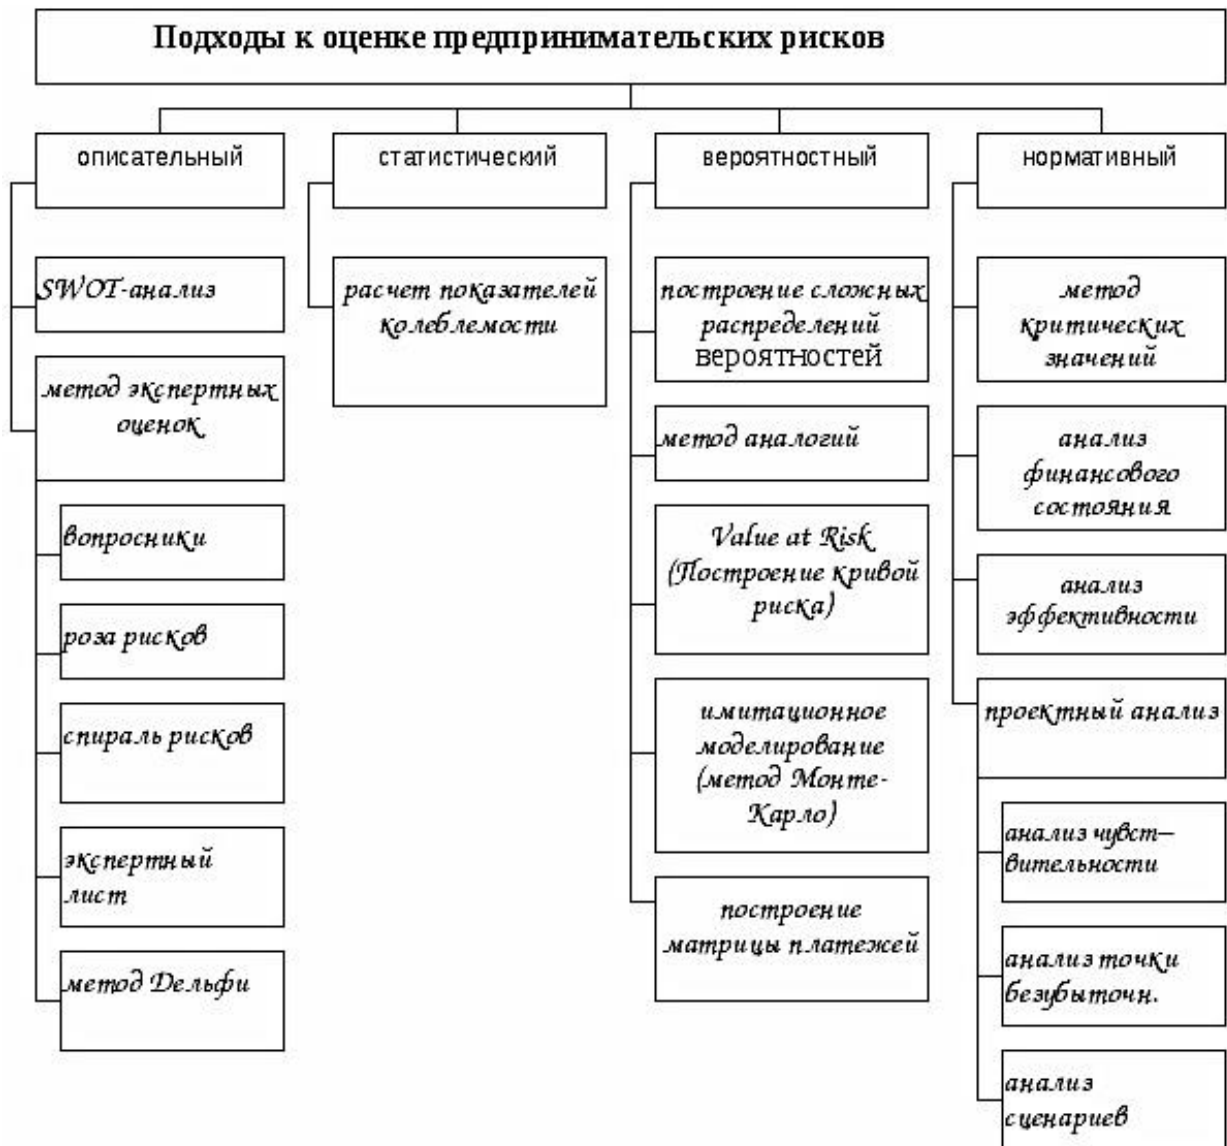 Подходы к оценке предпринимательских рисков
описательный
SWOT-анализ
метод экспертных
оценок
вопросники
роза рисков
спираль рисков
экспертный
лист
метод Дельфи
статистический
расчет показателей
колеблемости
вероятностный
построение сложных
распределений
вероятностей
метод аналогий
Value at Risk
(Построение кривой
риска)
имитационное
моделирование
(метод Монте-
Карло)
построение
матрицы платежей
нормативный
метод
критических
значений
анализ
финансового
состояния
анализ
эффективности
проектный анализ
анализ чувст–
вительности
анализ точки
безубыточн.
анализ
сценариев